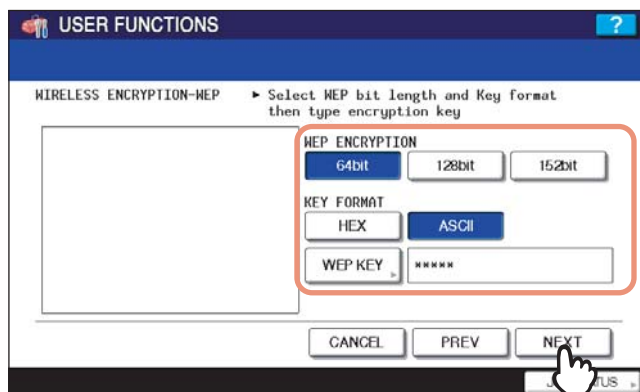 USER FUNCTIONS
?
WIRELESS ENCRYPTION-WEP
► Select WEP bit length and Key format
then type encryption key
WEP ENCRYPTION
64bit
128bit
152bit
KEY FORMAT
HEX
ASCII
WEP KEY
*****
CANCEL
PREV
NEXT